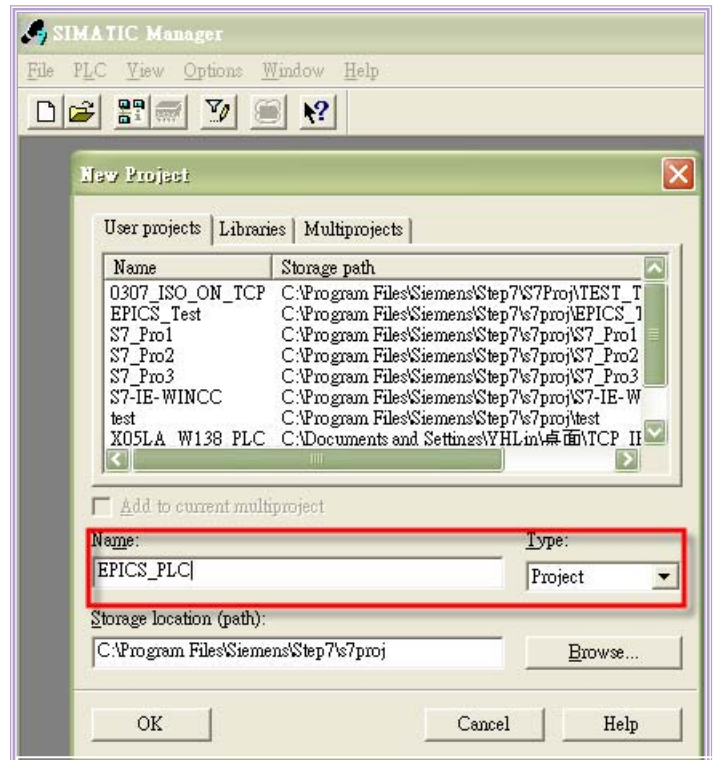 SIMATIC Manager
File PLC View Options Window Help
New Project
User projects Libraries Multiprojects
Name Storage path
0307_ISO_ON_TCP C:\Program Files\Siemens\Step7\S7Proj\TEST_T
EPICS_Test C:\Program Files\Siemens\Step7\s7proj\EPICS_T
S7_Pro1 C:\Program Files\Siemens\Step7\s7proj\S7_Pro1
S7_Pro2 C:\Program Files\Siemens\Step7\s7proj\S7_Pro2
S7_Pro3 C:\Program Files\Siemens\Step7\s7proj\S7_Pro3
S7-IE-WINCC C:\Program Files\Siemens\Step7\s7proj\S7-IE-W
test C:\Program Files\Siemens\Step7\s7proj\test
X05LA_W138_PLC C:\Documents and Settings\YHLin\桌面\TCP_IF
Add to current multiproject
Name: Type:
EPICS_PLC Project
Storage location (path):
C:\Program Files\Siemens\Step7\s7proj Browse...
OK Cancel Help